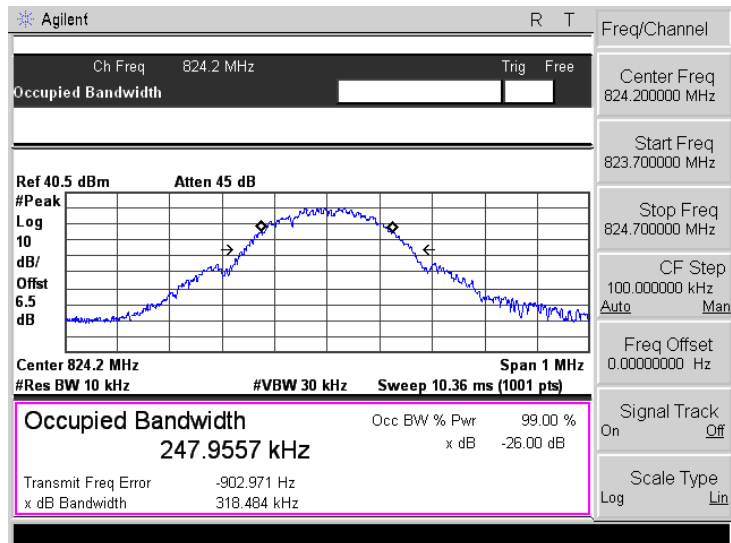 Agilent R T
Freq/Channel
Ch Freq 824.2 MHz Trig Free
Occupied Bandwidth
Center Freq
824.200000 MHz
Start Freq
823.700000 MHz
Stop Freq
824.700000 MHz
CF Step
100.000000 kHz
Auto Man
Freq Offset
0.00000000 Hz
Signal Track
On Off
Scale Type
Log Lin
Ref 40.5 dBm Atten 45 dB
#Peak
Log
10
dB/
Offst
6.5
dB
Center 824.2 MHz Span 1 MHz
#Res BW 10 kHz #VBW 30 kHz Sweep 10.36 ms (1001 pts)
Occupied Bandwidth Occ BW % Pwr 99.00 %
247.9557 kHz x dB -26.00 dB
Transmit Freq Error -902.971 Hz
x dB Bandwidth 318.484 kHz